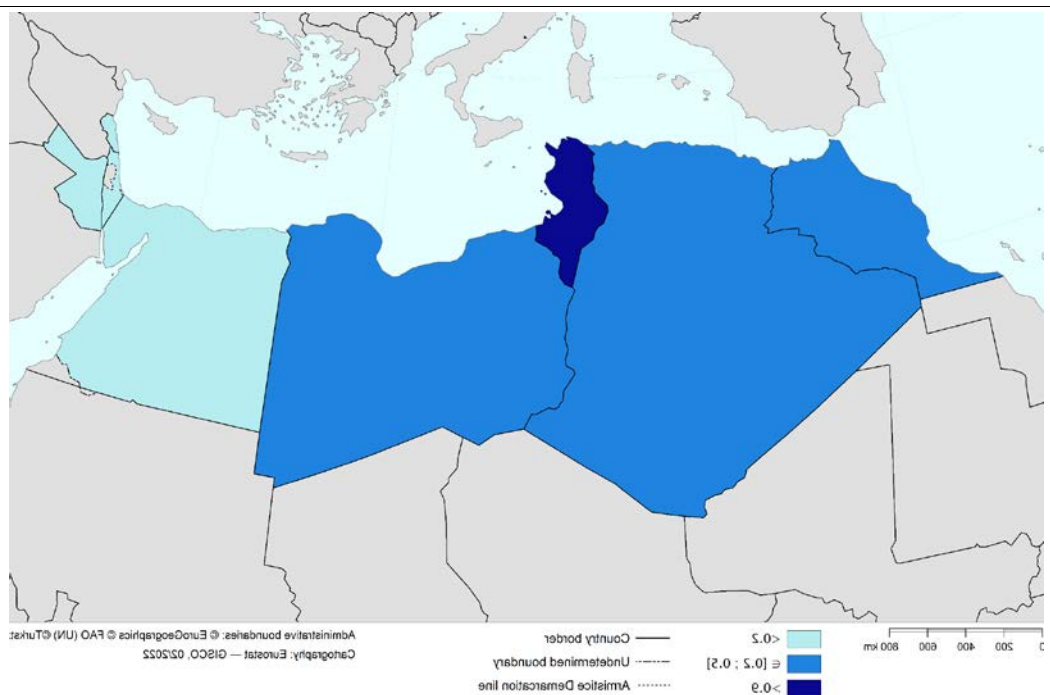 0 200 400 600 800 km
<0.2
∈ [0.2 ; 0.5]
>0.9
Country border
Undetermined boundary
Armistice Demarcation line
Administrative boundaries: © EuroGeographics © FAO (UN) ©Turkst
Cartography: Eurostat — GISCO, 02/2022